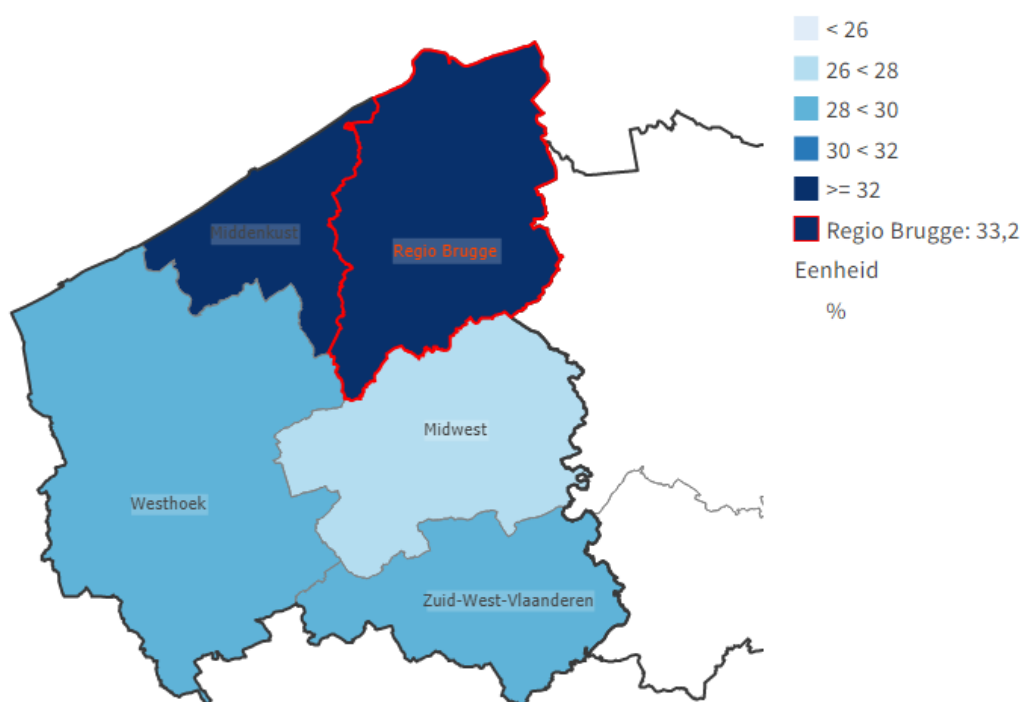 < 26
26 < 28
28 < 30
30 < 32
>= 32
Regio Brugge: 33,2
Eenheid
%
Middenkust
Regio Brugge
Midwest
Westhoek
Zuid-West-Vlaanderen